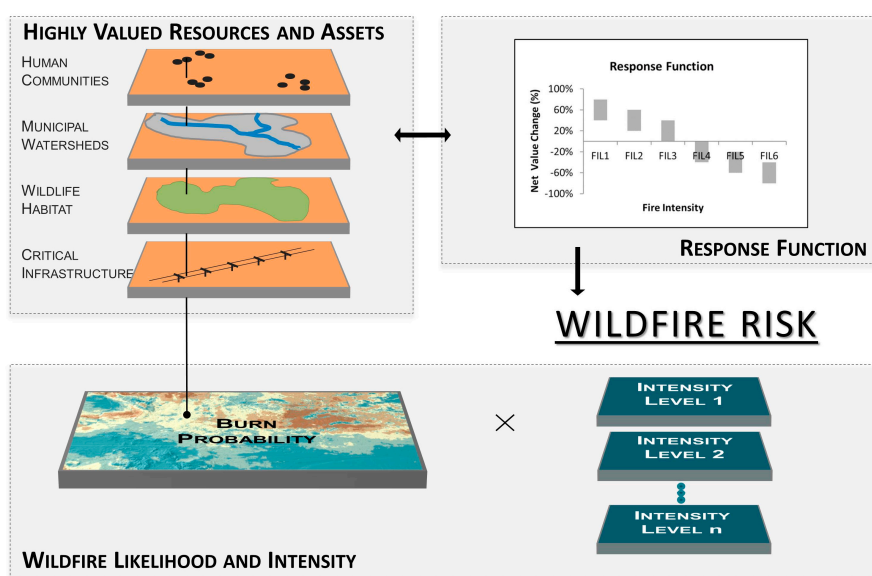 HIGHLY VALUED RESOURCES AND ASSETS
HUMAN
COMMUNITIES
MUNICIPAL
WATERSHEDS
WILDLIFE
HABITAT
CRITICAL
INFRASTRUCTURE
Response Function
Net Value Change (%)
100%
60%
20%
-20%
-60%
-100%
FIL1 FIL2 FIL3 FIL4 FIL5 FIL6
Fire Intensity
RESPONSE FUNCTION
WILDFIRE RISK
BURN
PROBABILITY
×
INTENSITY
LEVEL 1
INTENSITY
LEVEL 2
INTENSITY
LEVEL n
WILDFIRE LIKELIHOOD AND INTENSITY